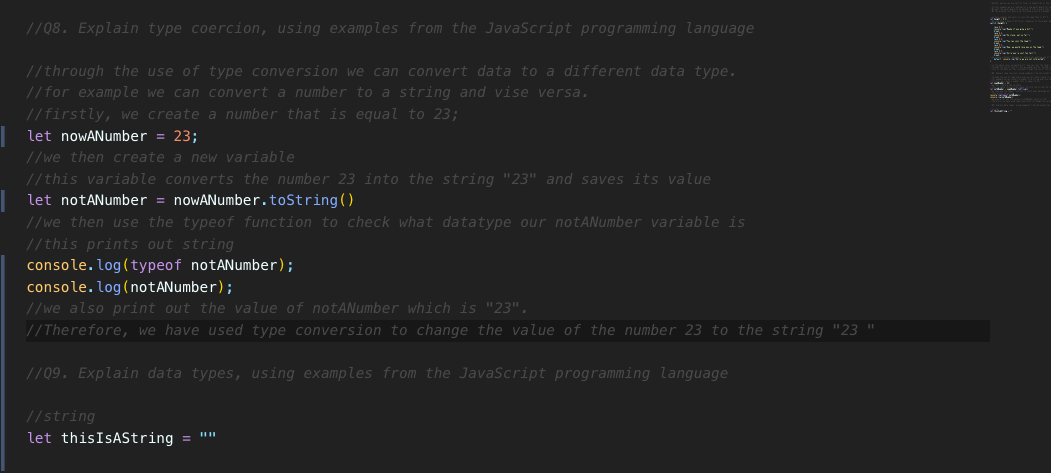 //Q8. Explain type coercion, using examples from the JavaScript programming language
//through the use of type conversion we can convert data to a different data type.
//for example we can convert a number to a string and vise versa.
//firstly, we create a number that is equal to 23;
let nowANumber = 23;
//we then create a new variable
//this variable converts the number 23 into the string "23" and saves its value
let notANumber = nowANumber.toString()
//we then use the typeof function to check what datatype our notANumber variable is
//this prints out string
console.log(typeof notANumber);
console.log(notANumber);
//we also print out the value of notANumber which is "23".
//Therefore, we have used type conversion to change the value of the number 23 to the string "23 "
//Q9. Explain data types, using examples from the JavaScript programming language
//string
let thisIsAString = ""